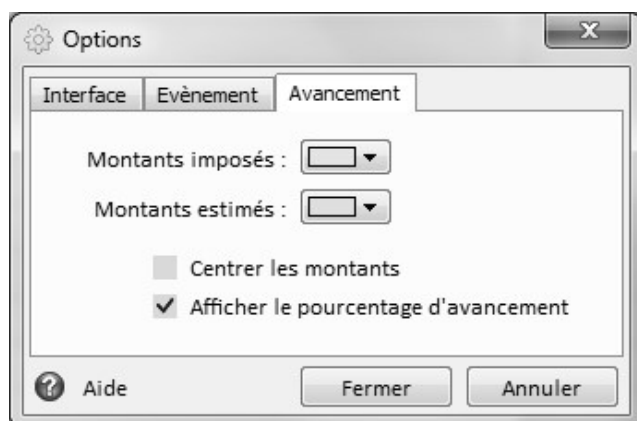 Options
Interface Evènement Avancement
Montants imposés :
Montants estimés :
Centrer les montants
Afficher le pourcentage d'avancement
Aide Fermer Annuler